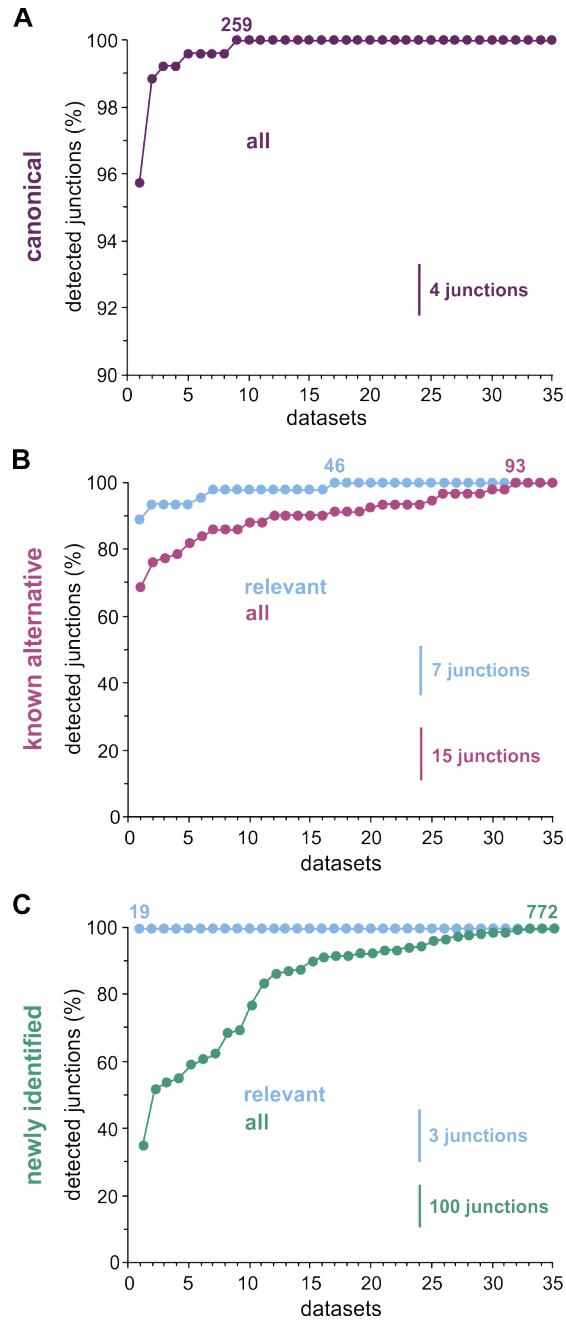 A
259
100
98
96
94
92
90
canonical
detected junctions (%)
all
4 junctions
0 5 10 15 20 25 30 35
datasets
B
46 93
100
80
60
40
20
0
known alternative
detected junctions (%)
relevant
all
7 junctions
15 junctions
0 5 10 15 20 25 30 35
datasets
C
19 772
100
80
60
40
20
0
newly identified
detected junctions (%)
relevant
all
3 junctions
100 junctions
0 5 10 15 20 25 30 35
datasets